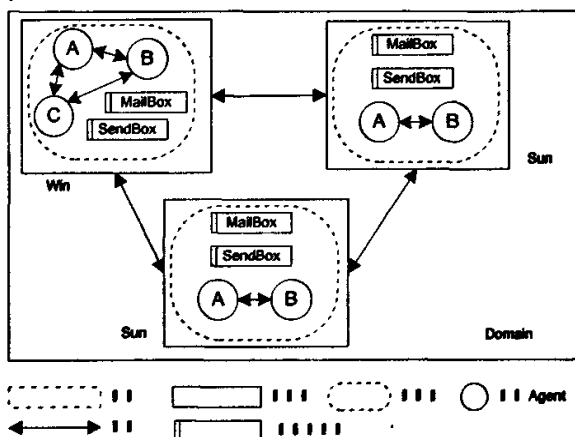 A
B
C
MailBox
SendBox
Win
MailBox
SendBox
A
B
Sun
MailBox
SendBox
A
B
Sun
Domain
Agent